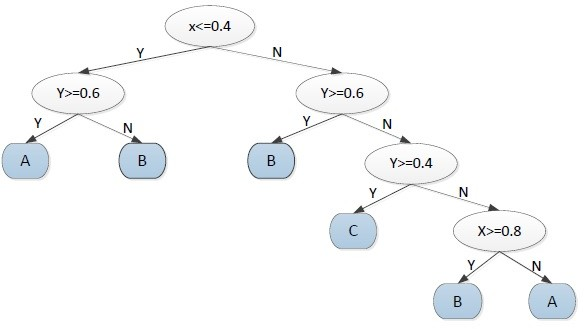 x<=0.4
Y N
Y>=0.6 Y>=0.6
Y N Y N
A B B Y>=0.4
Y N
C X>=0.8
Y N
B A